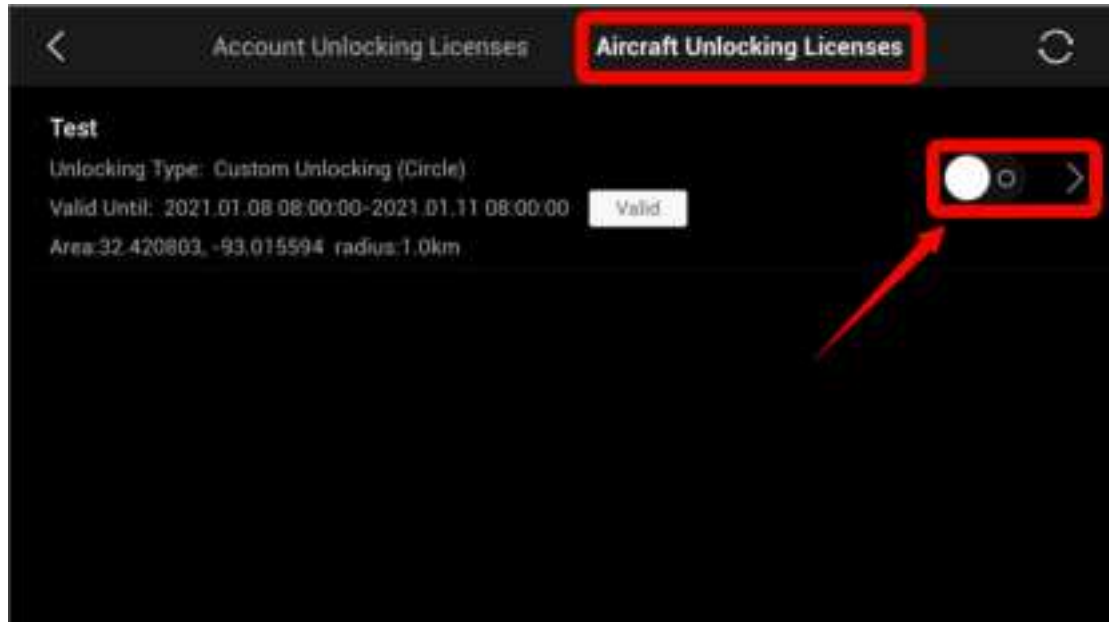 Account Unlocking Licenses Aircraft Unlocking Licenses
Test
Unlocking Type: Custom Unlocking (Circle)
Valid Until: 2021.01.08 08:00:00-2021.01.11 08:00:00 Valid
Area:32.420803, -93.015594 radius:1.0km